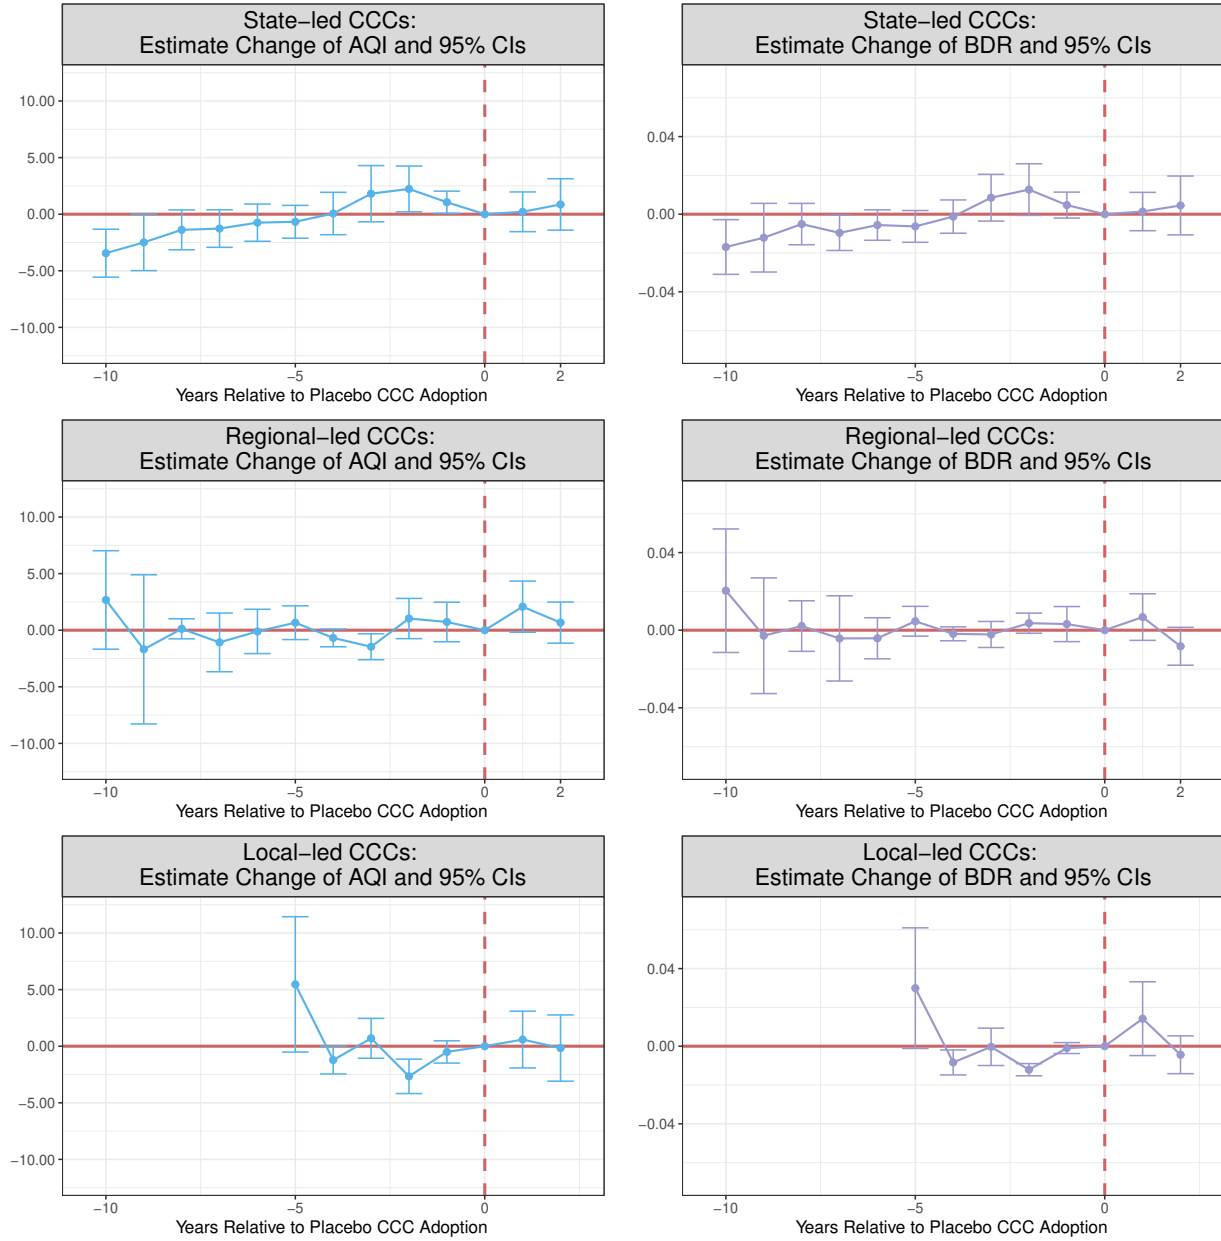 State−led CCCs:
Estimate Change of AQI and 95% CIs
10.00
5.00
0.00
−5.00
−10.00
−10
−5
0
2
Years Relative to Placebo CCC Adoption
State−led CCCs:
Estimate Change of BDR and 95% CIs
0.04
0.00
−0.04
−10
−5
0
2
Years Relative to Placebo CCC Adoption
Regional−led CCCs:
Estimate Change of AQI and 95% CIs
10.00
5.00
0.00
−5.00
−10.00
−10
−5
0
2
Years Relative to Placebo CCC Adoption
Regional−led CCCs:
Estimate Change of BDR and 95% CIs
0.04
0.00
−0.04
−10
−5
0
2
Years Relative to Placebo CCC Adoption
Local−led CCCs:
Estimate Change of AQI and 95% CIs
10.00
5.00
0.00
−5.00
−10.00
−10
−5
0
2
Years Relative to Placebo CCC Adoption
Local−led CCCs:
Estimate Change of BDR and 95% CIs
0.04
0.00
−0.04
−10
−5
0
2
Years Relative to Placebo CCC Adoption